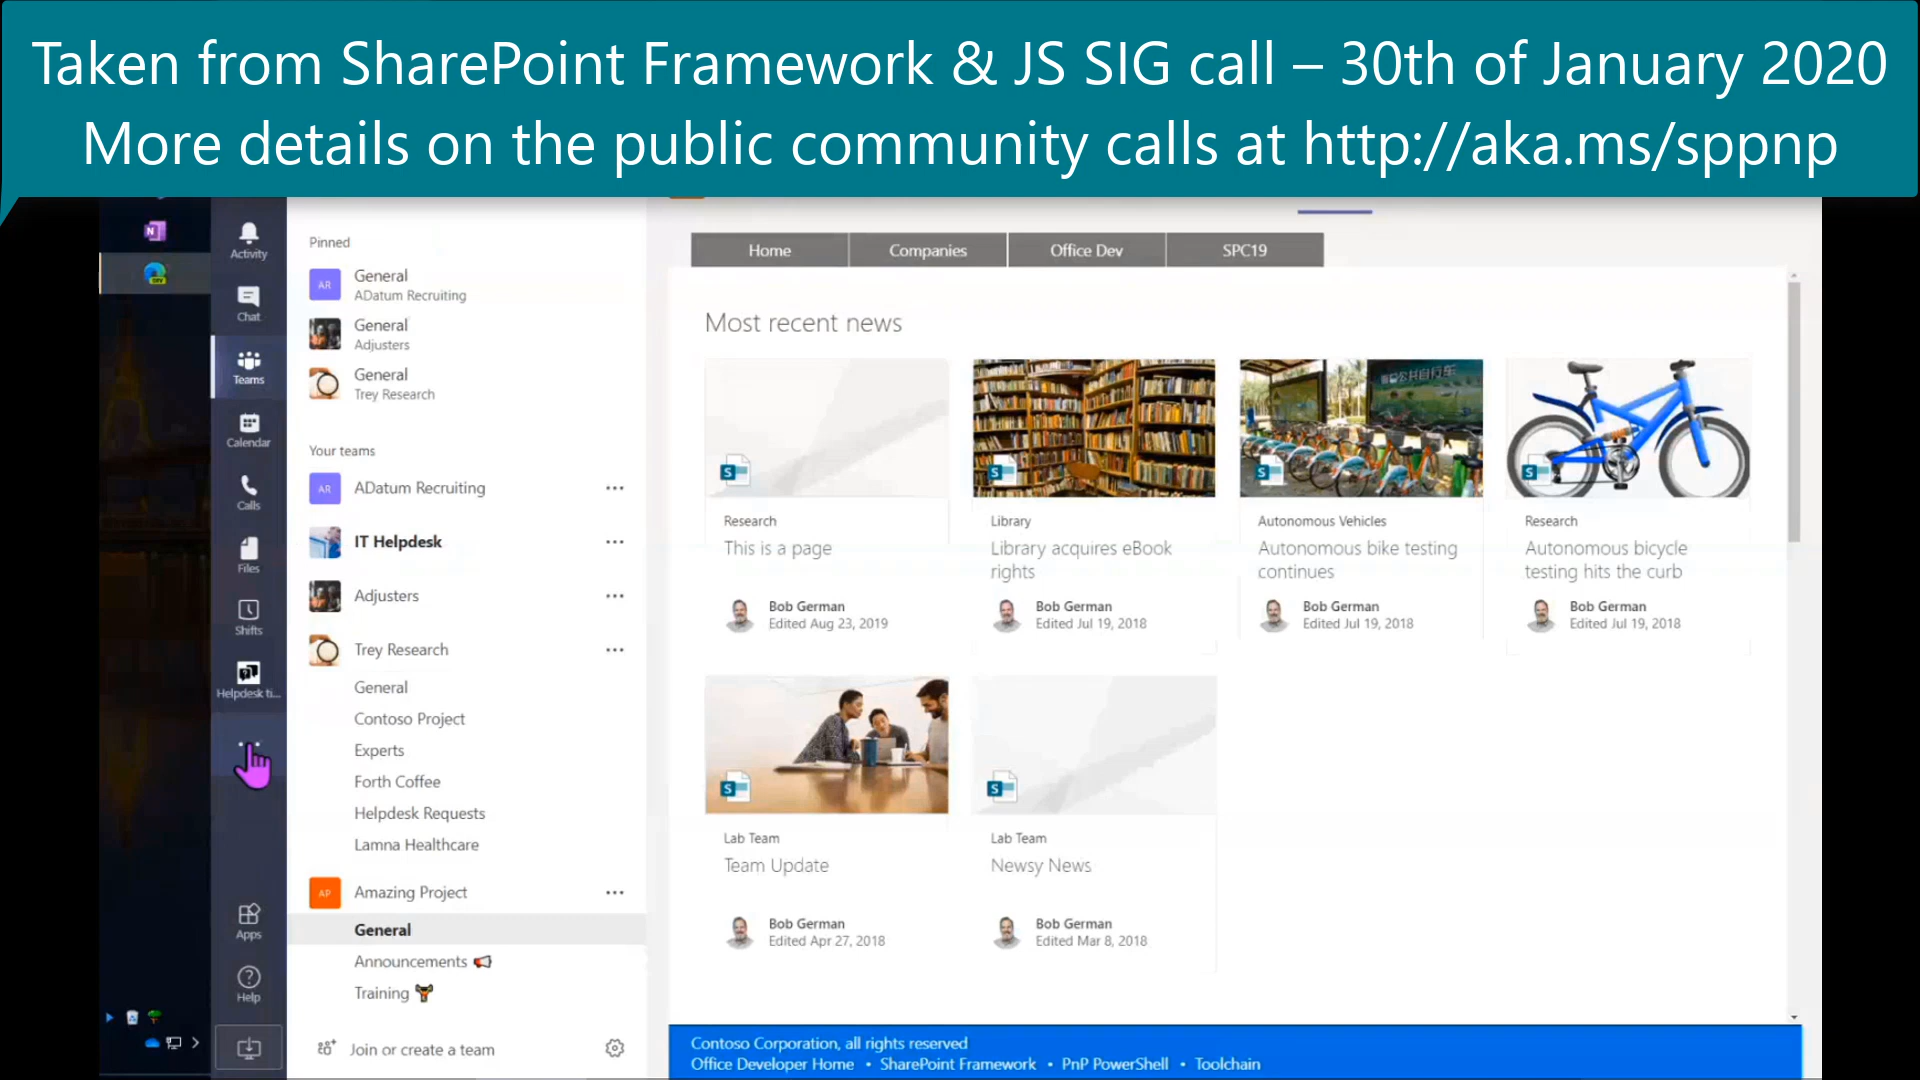 Taken from SharePoint Framework & JS SIG call – 30th of January 2020
More details on the public community calls at http://aka.ms/sppnp
Activity
Chat
Teams
Calendar
Calls
Files
Shifts
Helpdesk ti...
Apps
Help
Pinned
AR
General
ADatum Recruiting
General
Adjusters
General
Trey Research
Your teams
AR
ADatum Recruiting
IT Helpdesk
Adjusters
Trey Research
General
Contoso Project
Experts
Forth Coffee
Helpdesk Requests
Lamna Healthcare
AP
Amazing Project
General
Announcements
Training
Join or create a team
Home
Companies
Office Dev
SPC19
Most recent news
Research
This is a page
Bob German
Edited Aug 23, 2019
Library
Library acquires eBook
rights
Bob German
Edited Jul 19, 2018
Autonomous Vehicles
Autonomous bike testing
continues
Bob German
Edited Jul 19, 2018
Research
Autonomous bicycle
testing hits the curb
Bob German
Edited Jul 19, 2018
Lab Team
Team Update
Bob German
Edited Apr 27, 2018
Lab Team
Newsy News
Bob German
Edited Mar 8, 2018
Contoso Corporation, all rights reserved
Office Developer Home • SharePoint Framework • PnP PowerShell • Toolchain